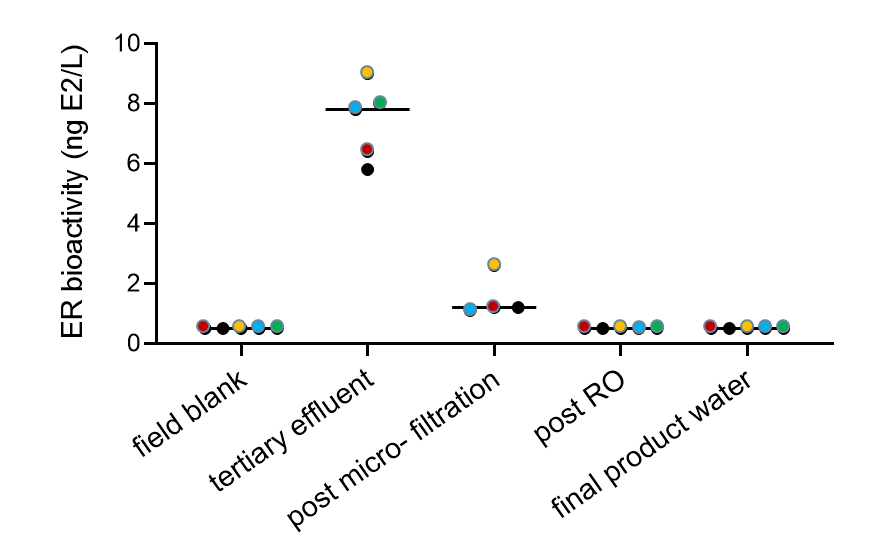 ER bioactivity (ng E2/L)
10
8
6
4
2
0
field blank
tertiary effluent
post micro- filtration
post RO
final product water